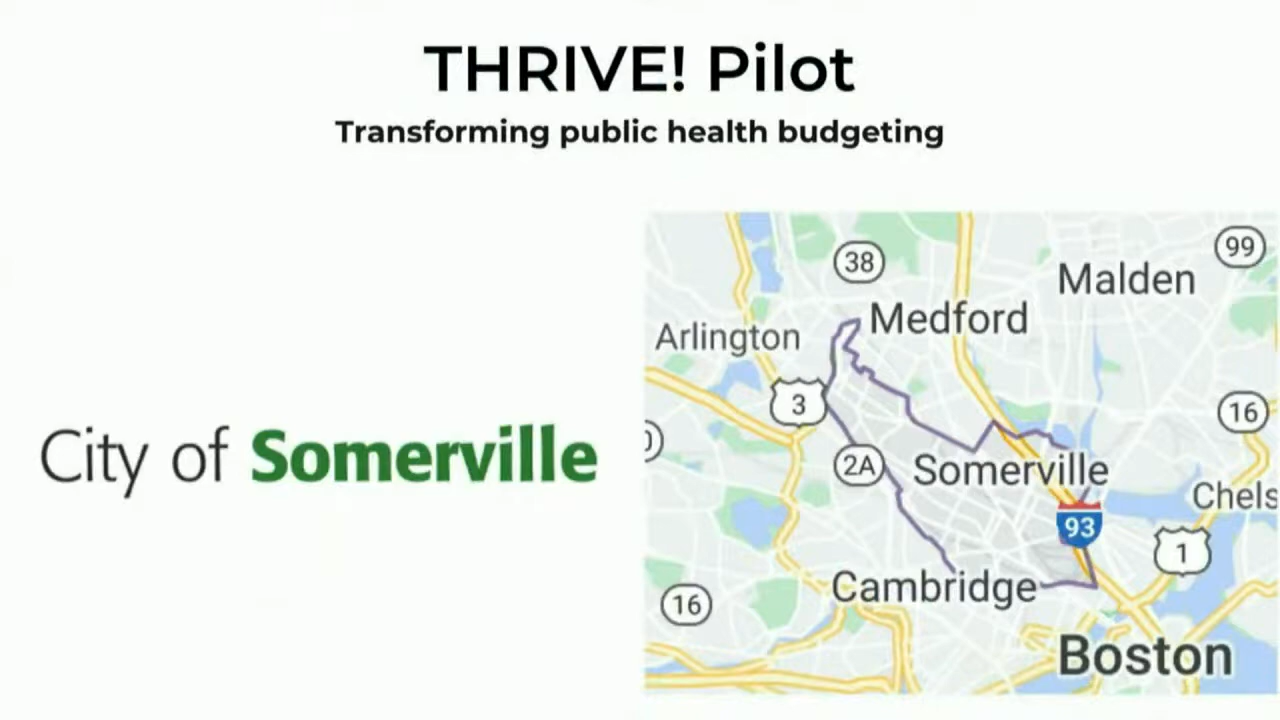 THRIVE! Pilot
Transforming public health budgeting
City of Somerville
38
99
Malden
Medford
Arlington
3
16
2A
Somerville
Chels
93
1
Cambridge
16
Boston